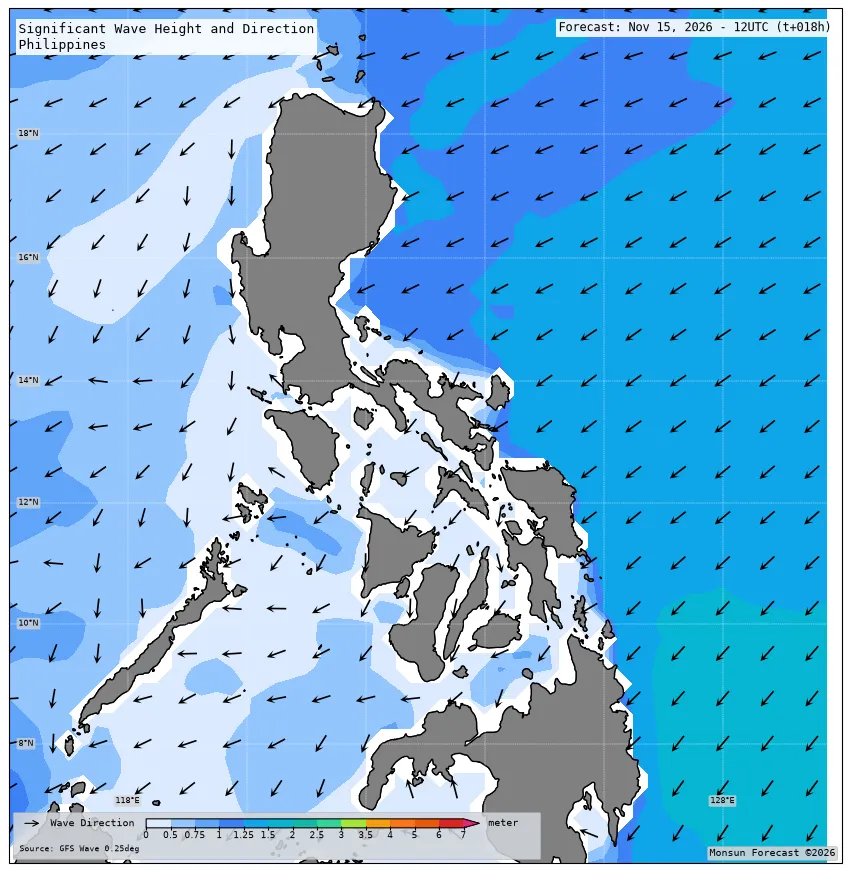 Significant Wave Height and Direction
Philippines
Forecast: Nov 15, 2026 - 12UTC (t+018h)
18°N
16°N
14°N
12°N
10°N
8°N
118°E
128°E
Wave Direction
0 0.5 0.75 1 1.25 1.5 2 2.5 3 3.5 4 5 6 7
meter
Source: GFS Wave 0.25deg
Monsun Forecast ©2026